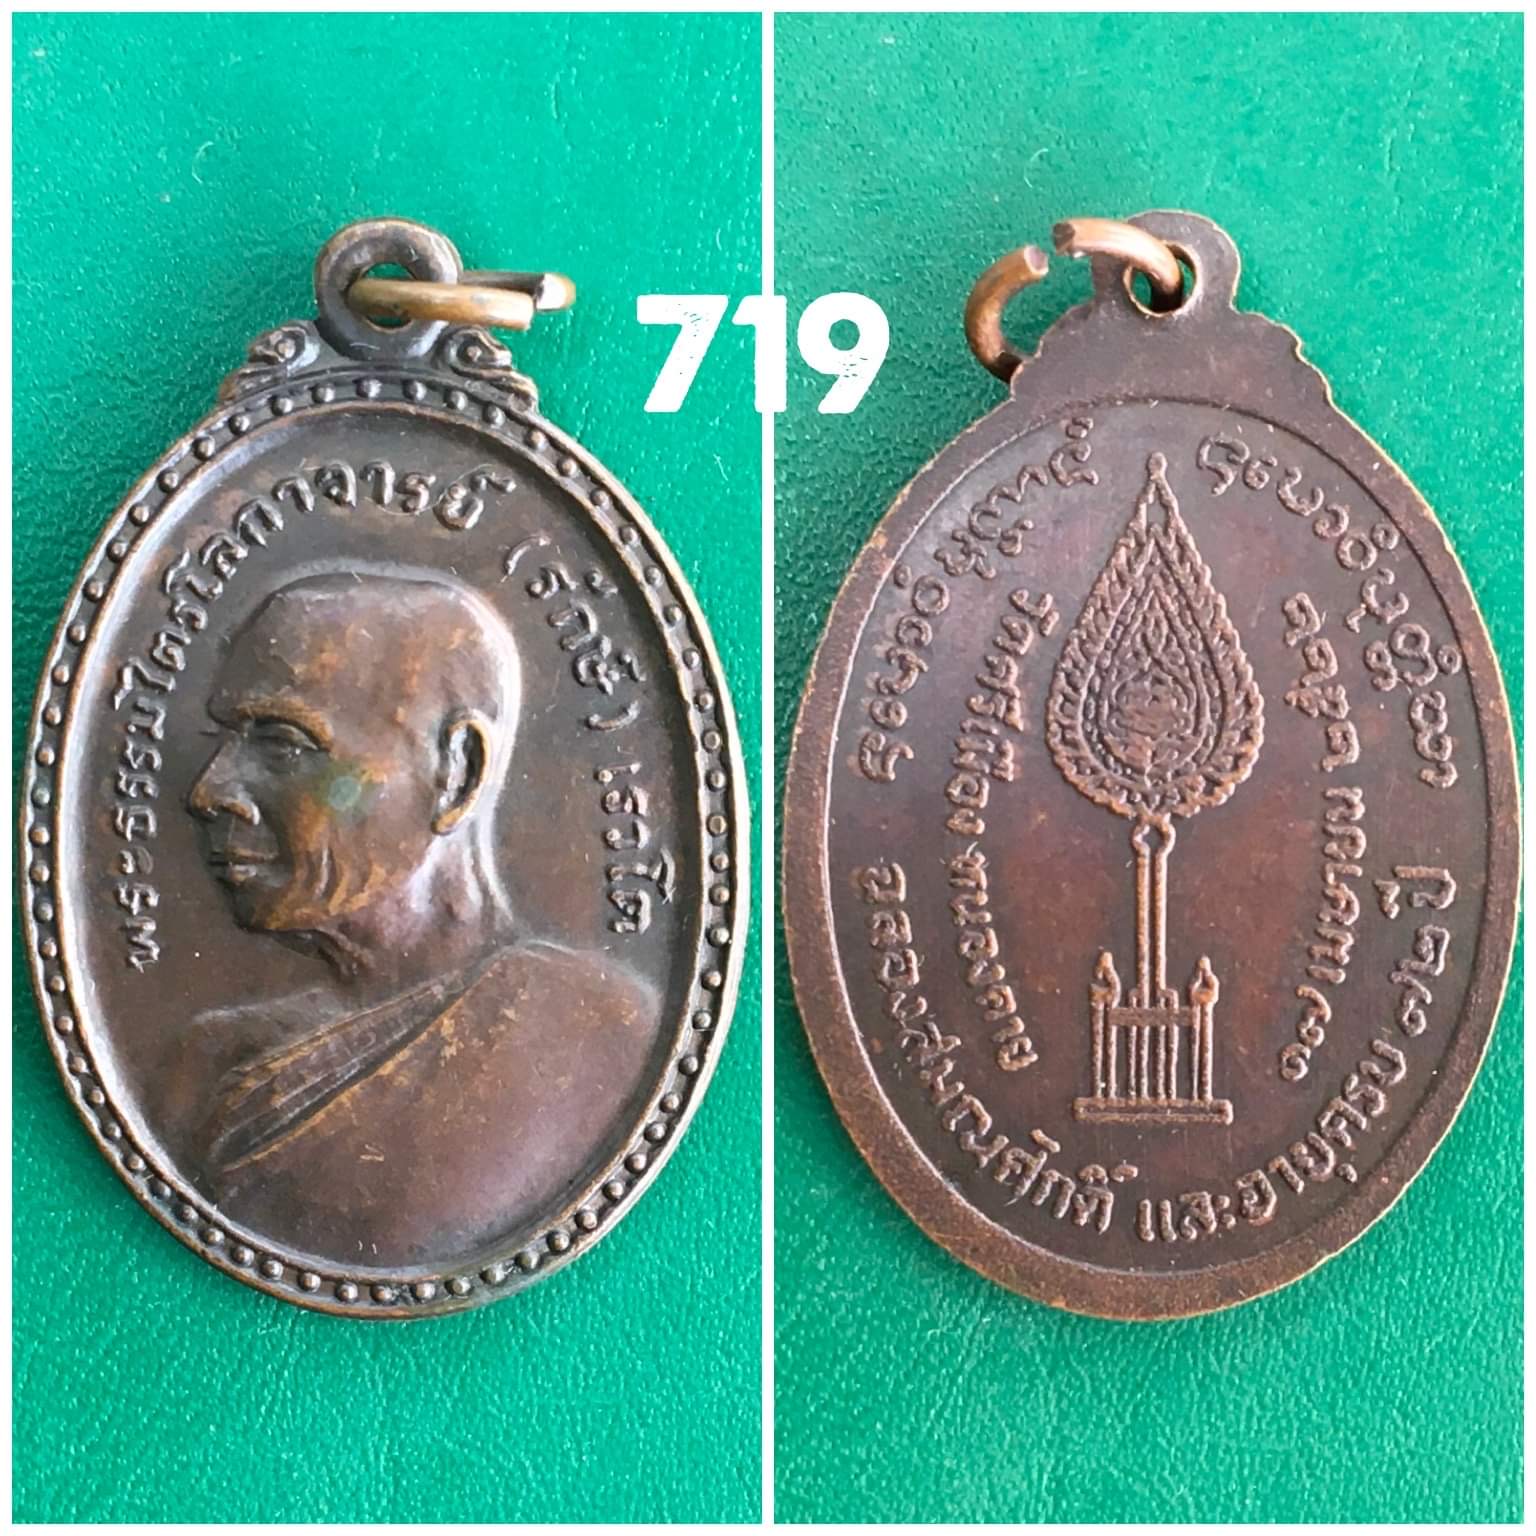 719
พระธรรมไตรโลกาจารย์ (รักษ์) เรวโต
วัดศรีเมือง หนองคาย
๑๗ เมษายน ๒๕๒๘
ฉลองสมณศักดิ์ และอายุครบ ๗๒ ปี